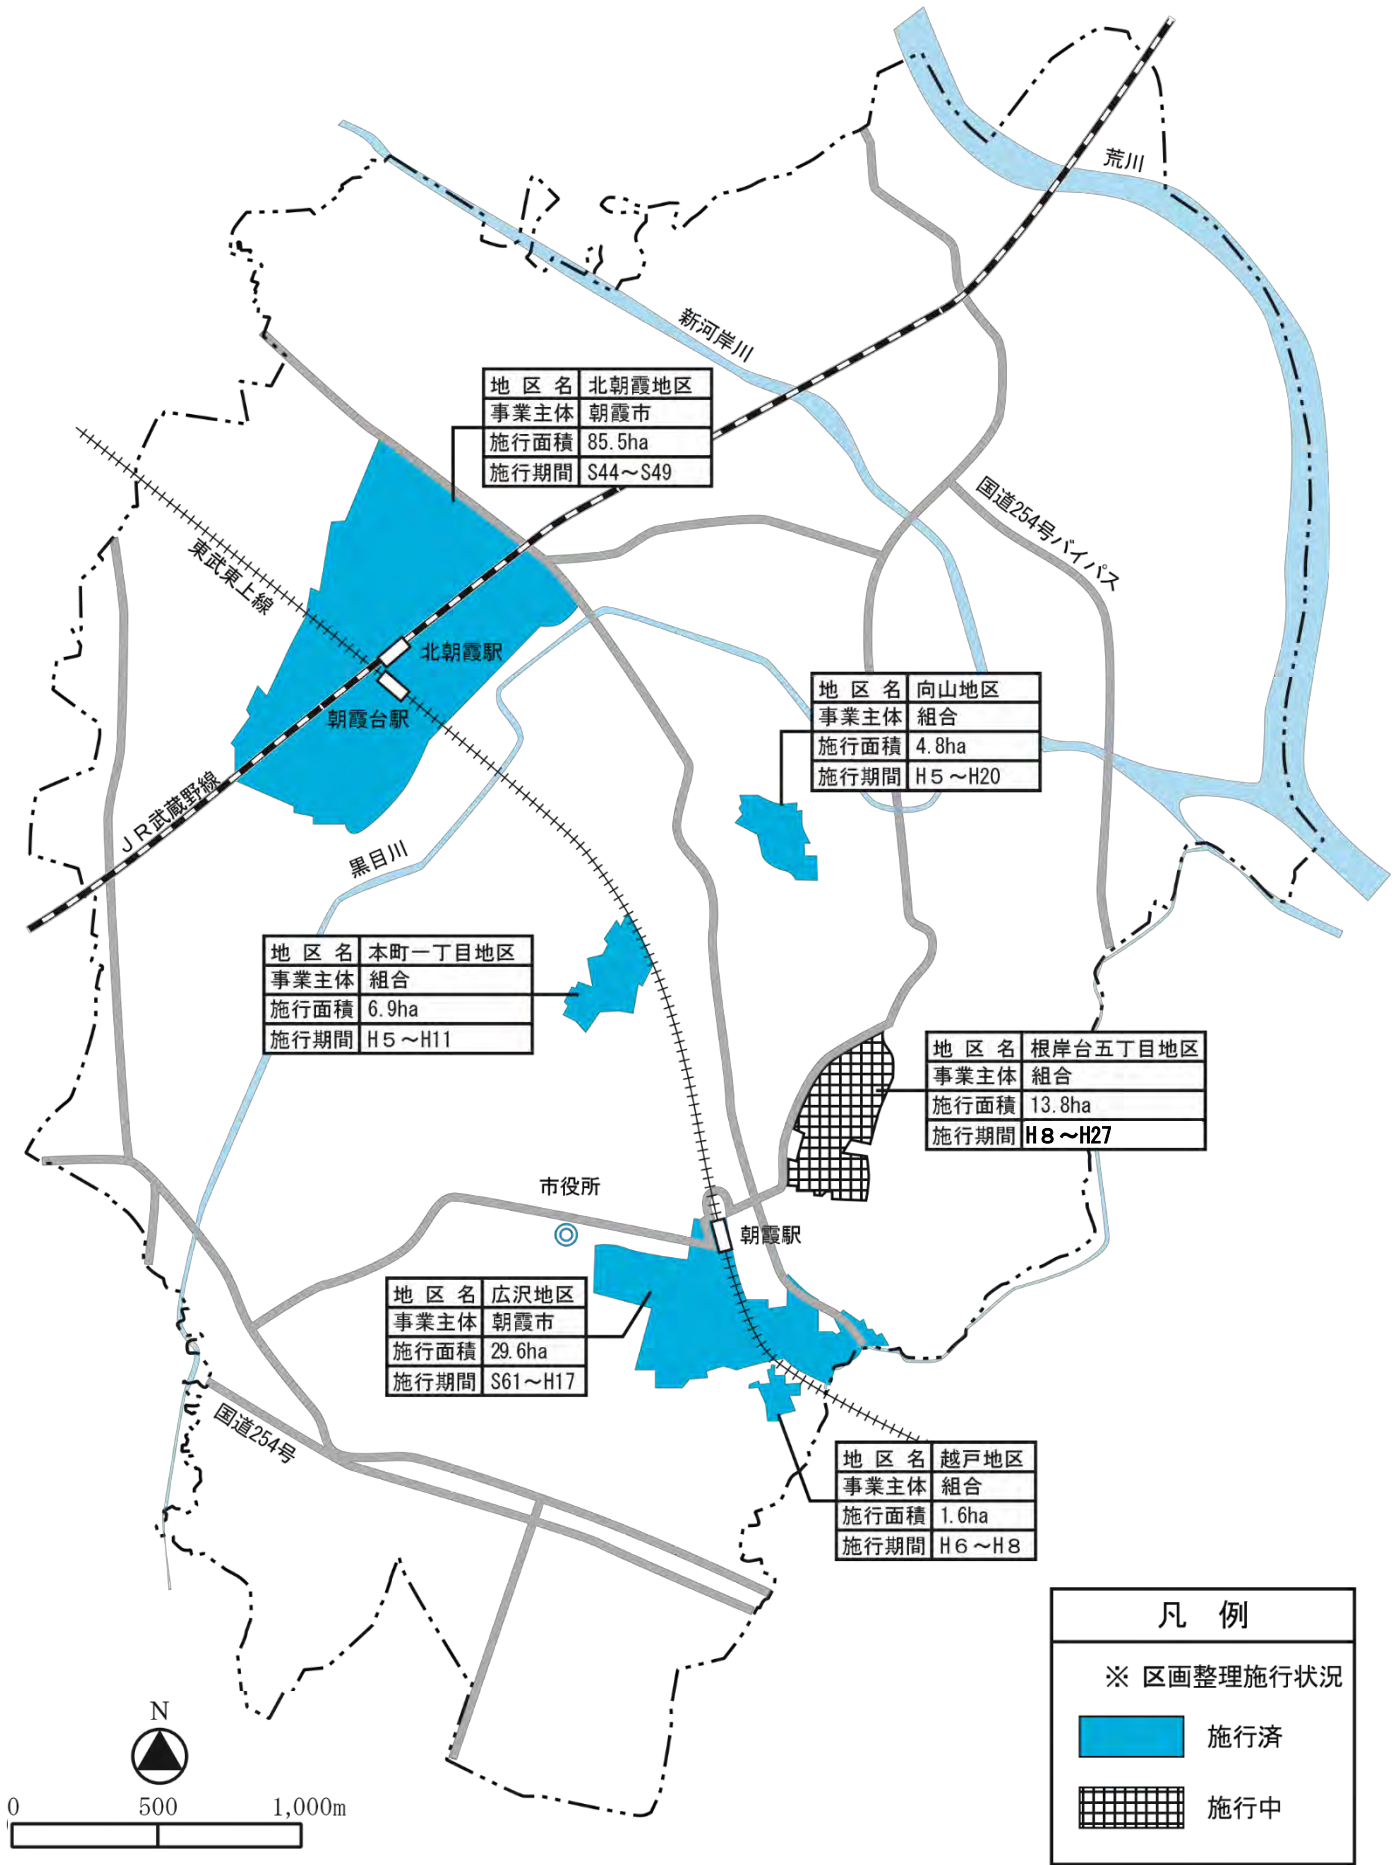 荒川
新河岸川
地 区 名 北朝霞地区
事業主体 朝霞市
施行面積 85.5ha
施行期間 S44～S49
国道254号バイパス
東武東上線
北朝霞駅
朝霞台駅
地 区 名 向山地区
事業主体 組合
施行面積 4.8ha
施行期間 H5～H20
JR武蔵野線
黒目川
地 区 名 本町一丁目地区
事業主体 組合
施行面積 6.9ha
施行期間 H5～H11
地 区 名 根岸台五丁目地区
事業主体 組合
施行面積 13.8ha
施行期間 H8～H27
市役所
朝霞駅
地 区 名 広沢地区
事業主体 朝霞市
施行面積 29.6ha
施行期間 S61～H17
国道254号
地 区 名 越戸地区
事業主体 組合
施行面積 1.6ha
施行期間 H6～H8
凡 例
※ 区画整理施行状況
施行済
施行中
N
0 500 1,000m